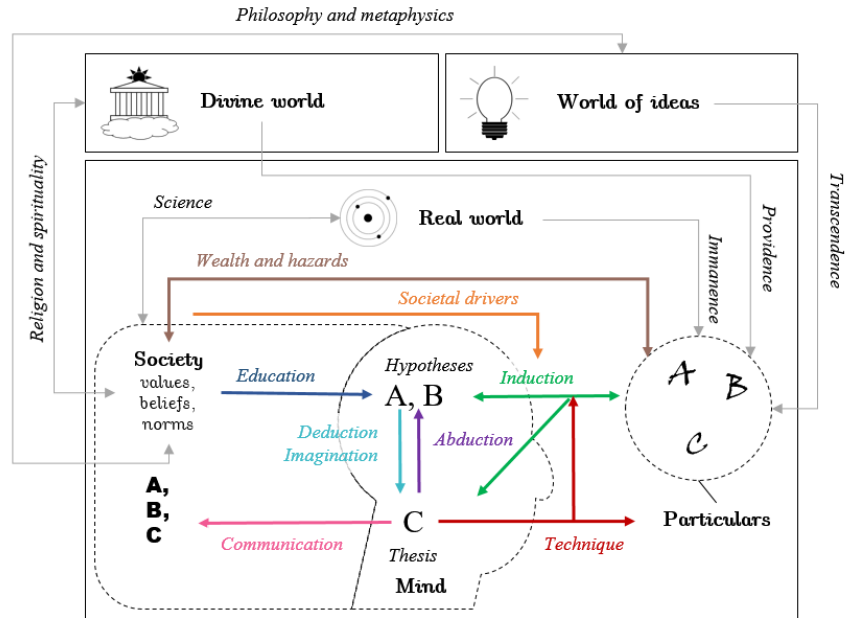 Philosophy and metaphysics
Divine world
World of ideas
Religion and spirituality
Science
Real world
Immanence
Providence
Transcendence
Wealth and hazards
Societal drivers
Society
values,
beliefs,
norms
Education
Hypotheses
A, B
Induction
A
B
C
Deduction
Imagination
Abduction
A,
B,
C
Communication
C
Thesis
Mind
Technique
Particulars